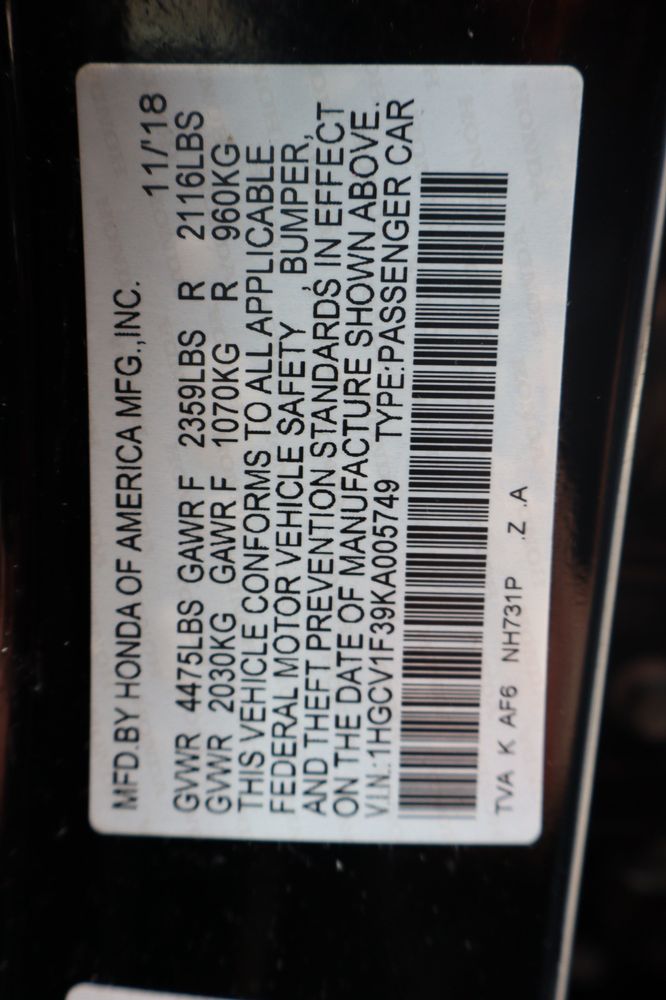 MFD.BY HONDA OF AMERICA MFG.,INC. 11/'18
GVWR 4475LBS GAWR F 2359LBS R 2116LBS
GVWR 2030KG GAWR F 1070KG R 960KG
THIS VEHICLE CONFORMS TO ALL APPLICABLE
FEDERAL MOTOR VEHICLE SAFETY , BUMPER,
AND THEFT PREVENTION STANDARDS IN EFFECT
ON THE DATE OF MANUFACTURE SHOWN ABOVE.
V.I.N.:1HGCV1F39KA005749 TYPE:PASSENGER CAR
TVA K AF6 NH731P .Z .A